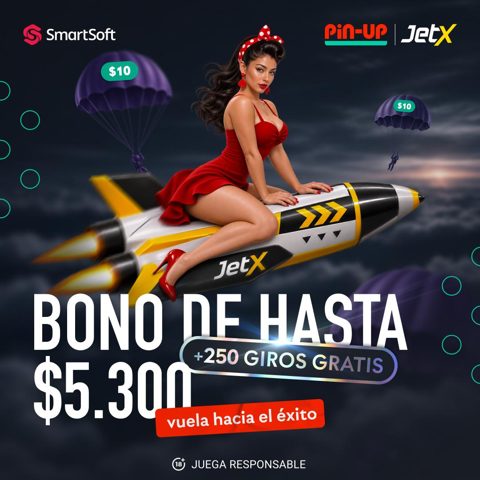 SmartSoft
PIN-UP
JetX
$10
$10
JetX
BONO DE HASTA
+250 GIROS GRATIS
$5.300
vuela hacia el éxito
18+ JUEGA RESPONSABLE